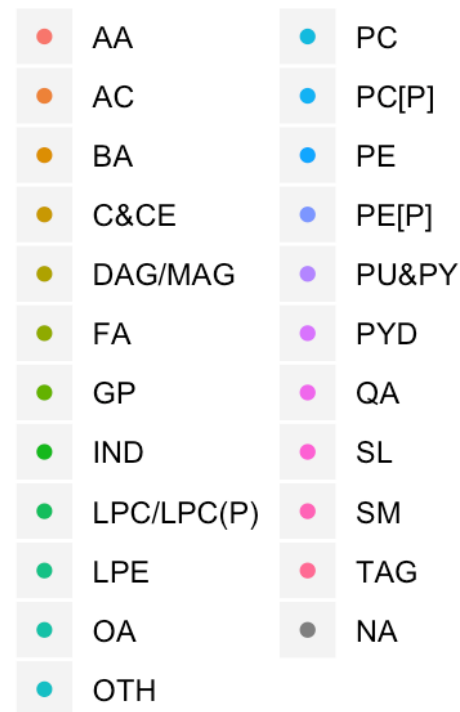 AA
AC
BA
C&CE
DAG/MAG
FA
GP
IND
LPC/LPC(P)
LPE
OA
OTH
PC
PC[P]
PE
PE[P]
PU&PY
PYD
QA
SL
SM
TAG
NA